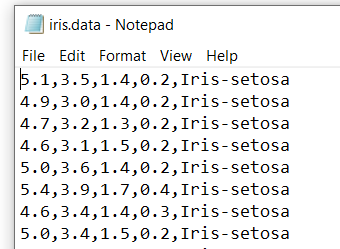 iris.data - Notepad
File Edit Format View Help
5.1,3.5,1.4,0.2,Iris-setosa
4.9,3.0,1.4,0.2,Iris-setosa
4.7,3.2,1.3,0.2,Iris-setosa
4.6,3.1,1.5,0.2,Iris-setosa
5.0,3.6,1.4,0.2,Iris-setosa
5.4,3.9,1.7,0.4,Iris-setosa
4.6,3.4,1.4,0.3,Iris-setosa
5.0,3.4,1.5,0.2,Iris-setosa